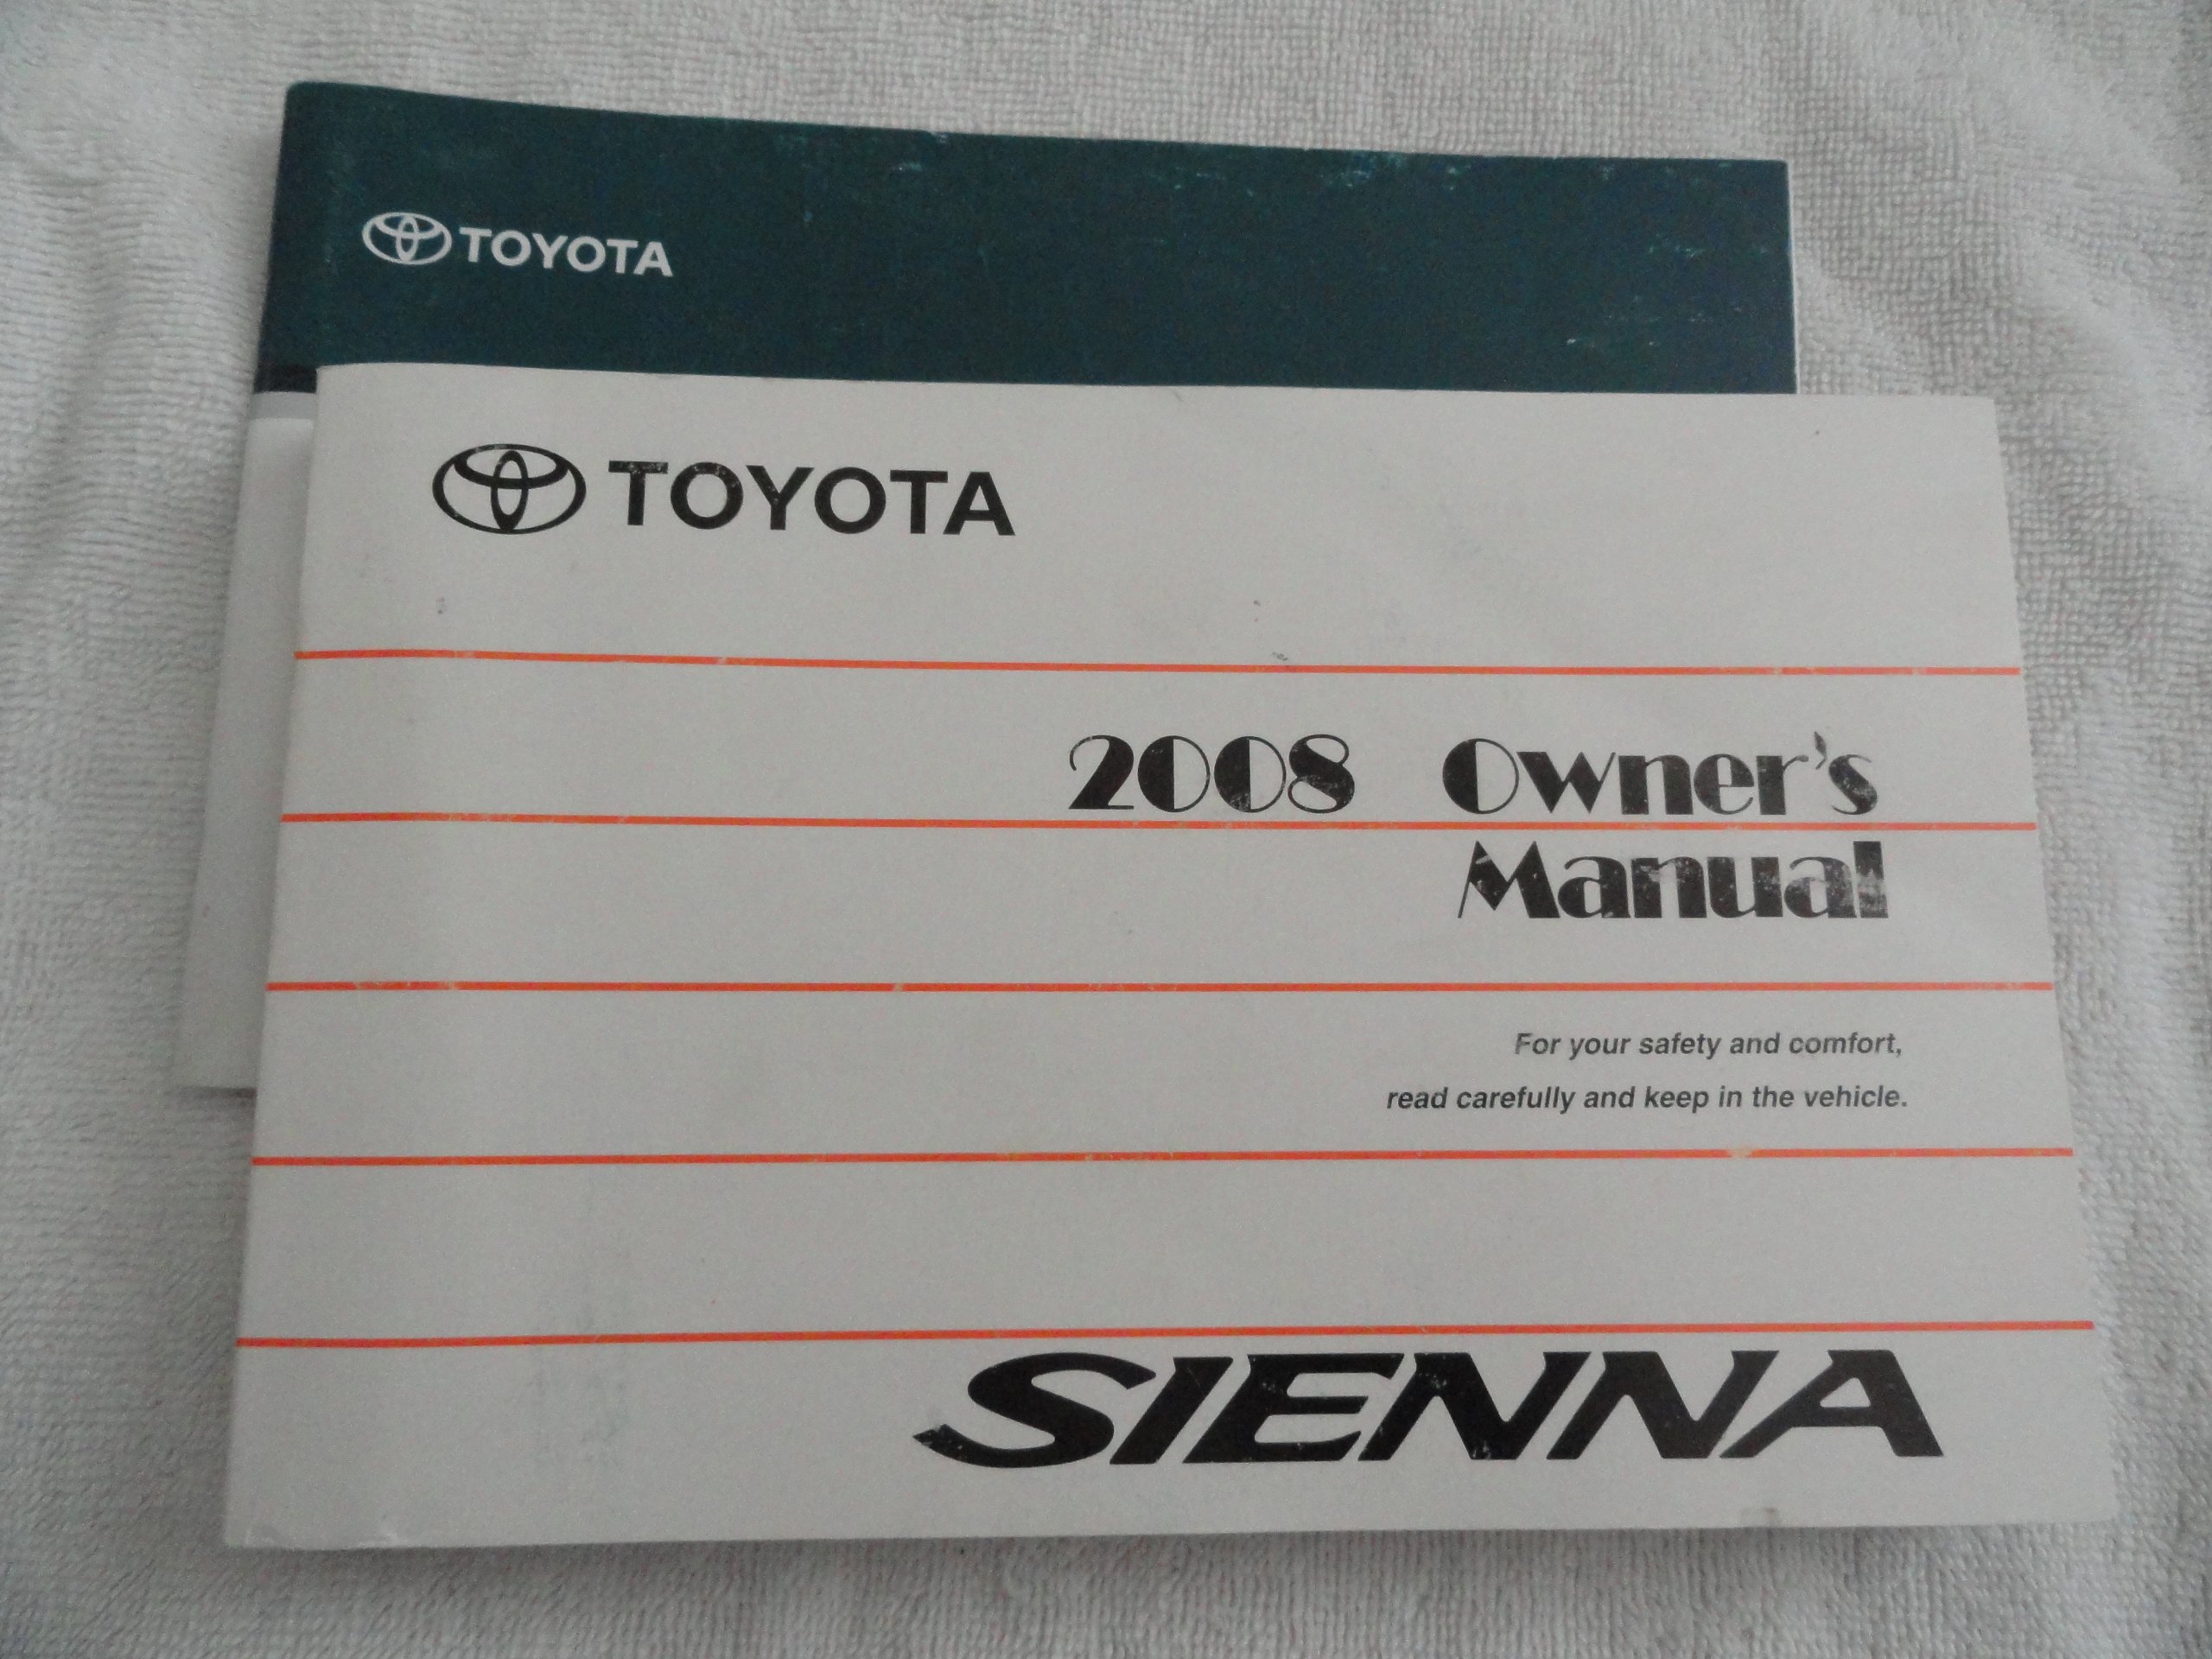 TOYOTA
TOYOTA
2008 Owner's
Manual
For your safety and comfort,
read carefully and keep in the vehicle.
SIENNA